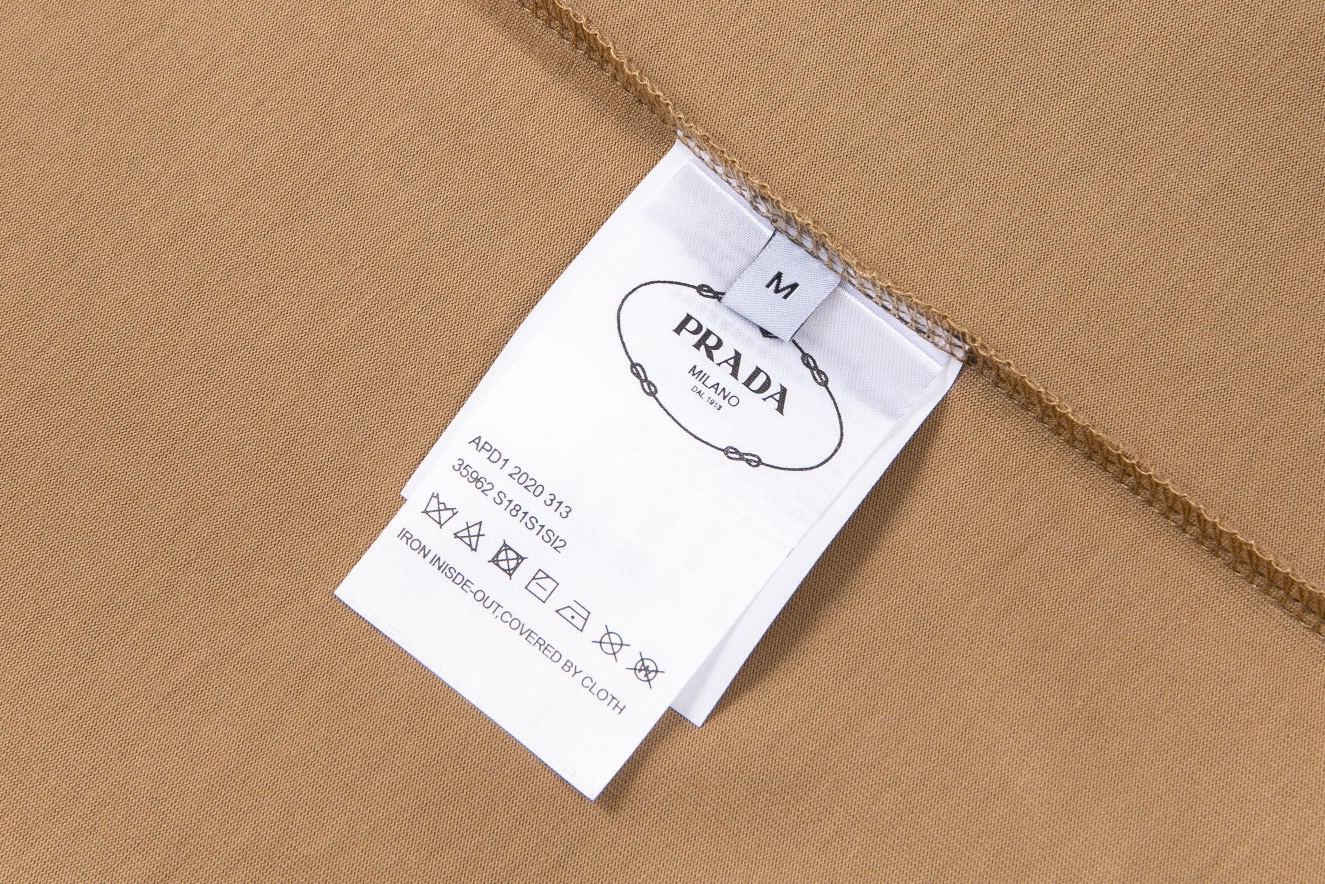 M
PRADA
MILANO
DAL 1913
APD1 2020 313
35962 S181S1SI2
W
IRON INISDE-OUT,COVERED BY CLOTH